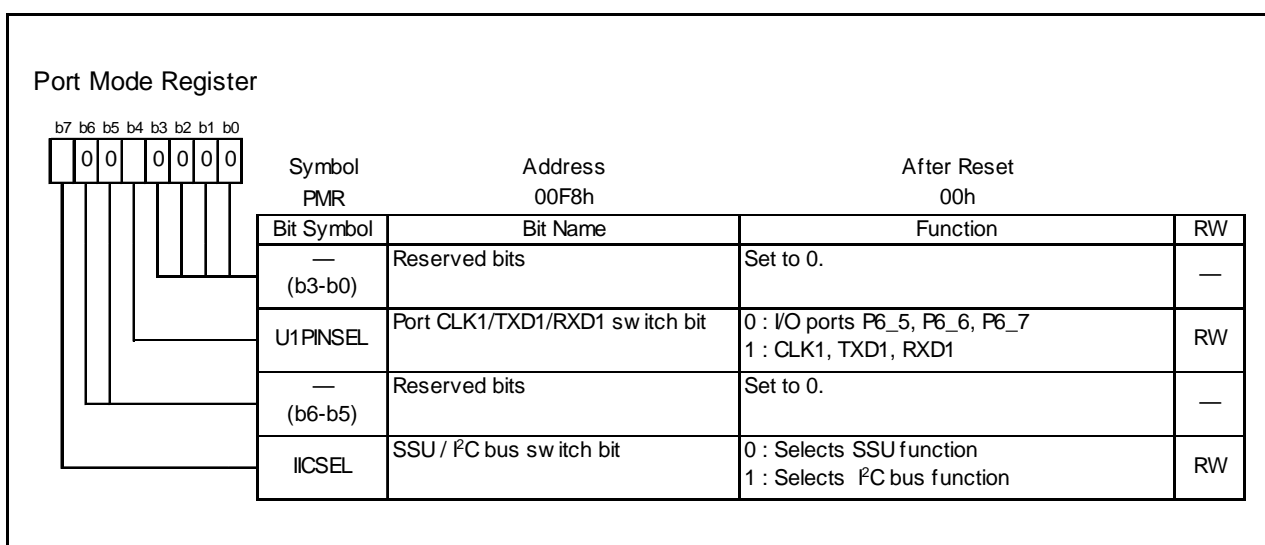 Port Mode Register
b7 b6 b5 b4 b3 b2 b1 b0
0 0 0 0 0 0
Symbol Address After Reset
PMR 00F8h 00h
Bit Symbol Bit Name Function RW
— Reserved bits Set to 0. —
(b3-b0)
U1PINSEL Port CLK1/TXD1/RXD1 switch bit 0 : I/O ports P6_5, P6_6, P6_7 RW
1 : CLK1, TXD1, RXD1
— Reserved bits Set to 0. —
(b6-b5)
IICSEL SSU / I²C bus switch bit 0 : Selects SSU function RW
1 : Selects I²C bus function